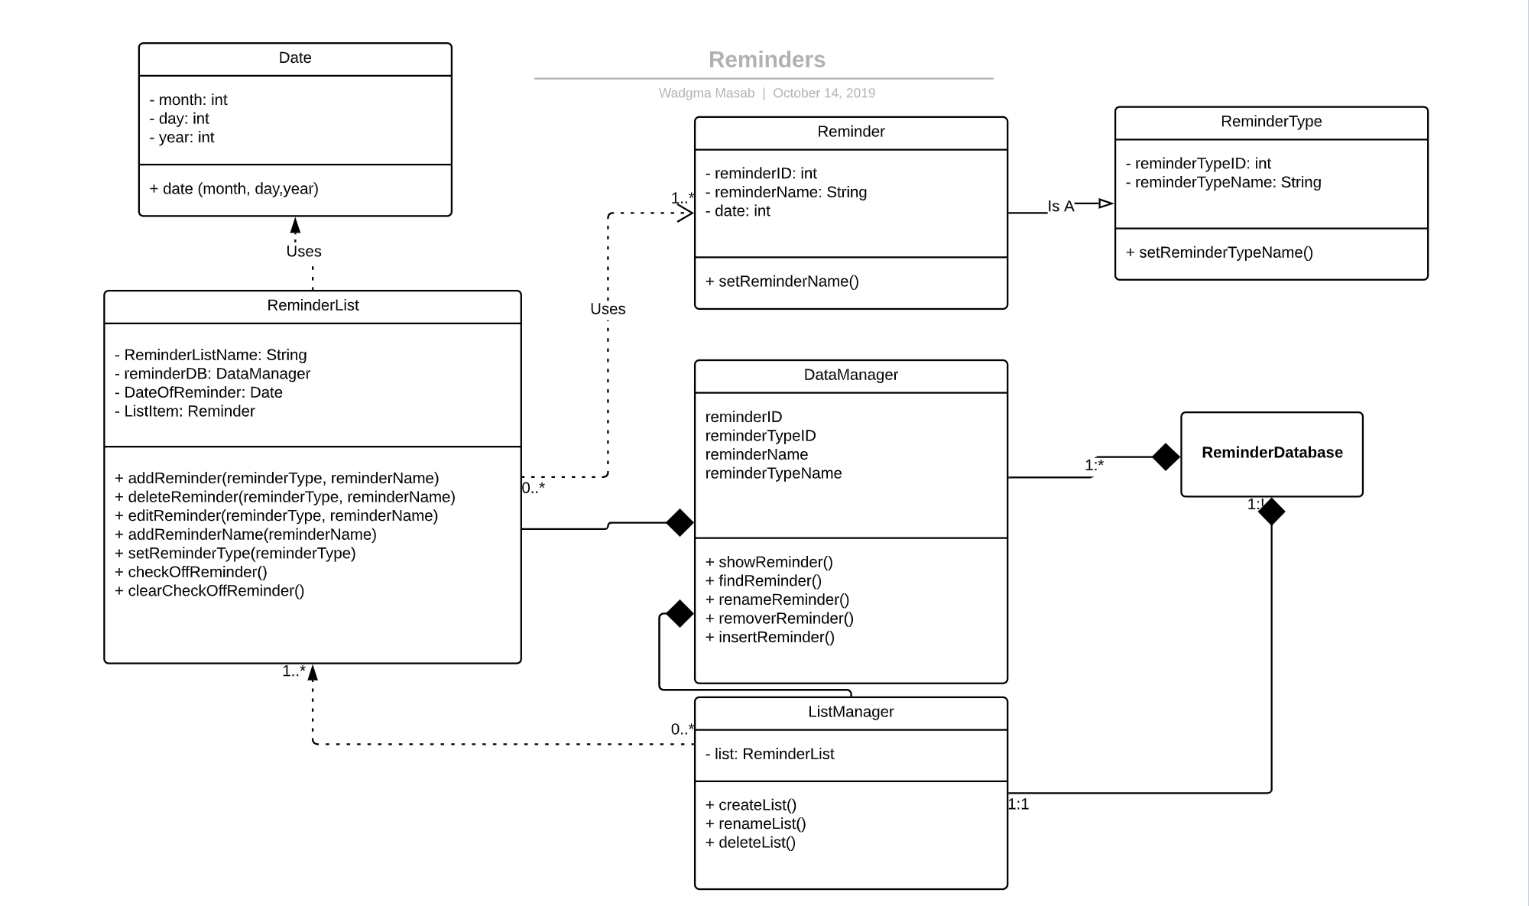 Reminders
Wadgma Masab | October 14, 2019
Date
- month: int
- day: int
- year: int
+ date (month, day,year)
Uses
ReminderList
- ReminderListName: String
- reminderDB: DataManager
- DateOfReminder: Date
- ListItem: Reminder
+ addReminder(reminderType, reminderName)
+ deleteReminder(reminderType, reminderName)
+ editReminder(reminderType, reminderName)
+ addReminderName(reminderName)
+ setReminderType(reminderType)
+ checkOffReminder()
+ clearCheckOffReminder()
0..*
Uses
1..*
Reminder
- reminderID: int
- reminderName: String
- date: int
+ setReminderName()
Is A
ReminderType
- reminderTypeID: int
- reminderTypeName: String
+ setReminderTypeName()
DataManager
reminderID
reminderTypeID
reminderName
reminderTypeName
+ showReminder()
+ findReminder()
+ renameReminder()
+ removerReminder()
+ insertReminder()
1:*
ReminderDatabase
1..*
0..*
ListManager
- list: ReminderList
+ createList()
+ renameList()
+ deleteList()
1:1